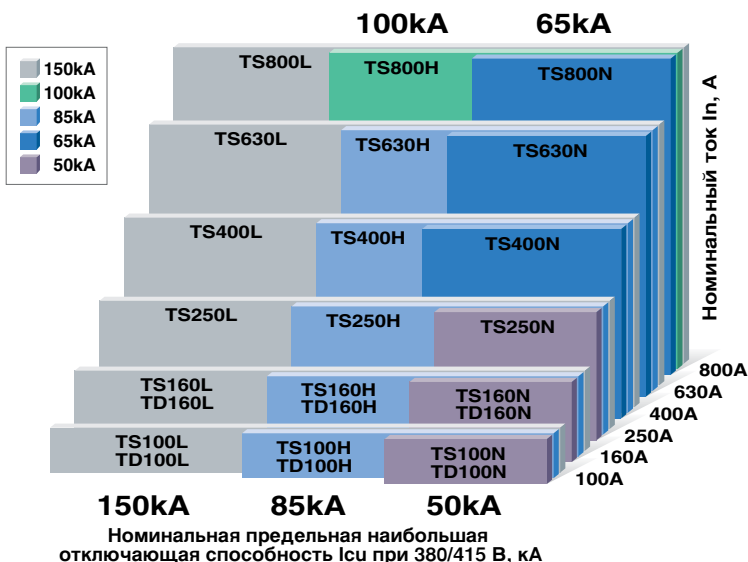 100kA 65kA
150kA
100kA
85kA
65kA
50kA
TS800L TS800H TS800N
TS630L TS630H TS630N
TS400L TS400H TS400N
TS250L TS250H TS250N
TS160L TS160H TS160N
TD160L TD160H TD160N
TS100L TS100H TS100N
TD100L TD100H TD100N
Номинальный ток In, А
800A
630A
400A
250A
160A
100A
150kA 85kA 50kA
Номинальная предельная наибольшая
отключающая способность Icu при 380/415 В, кА